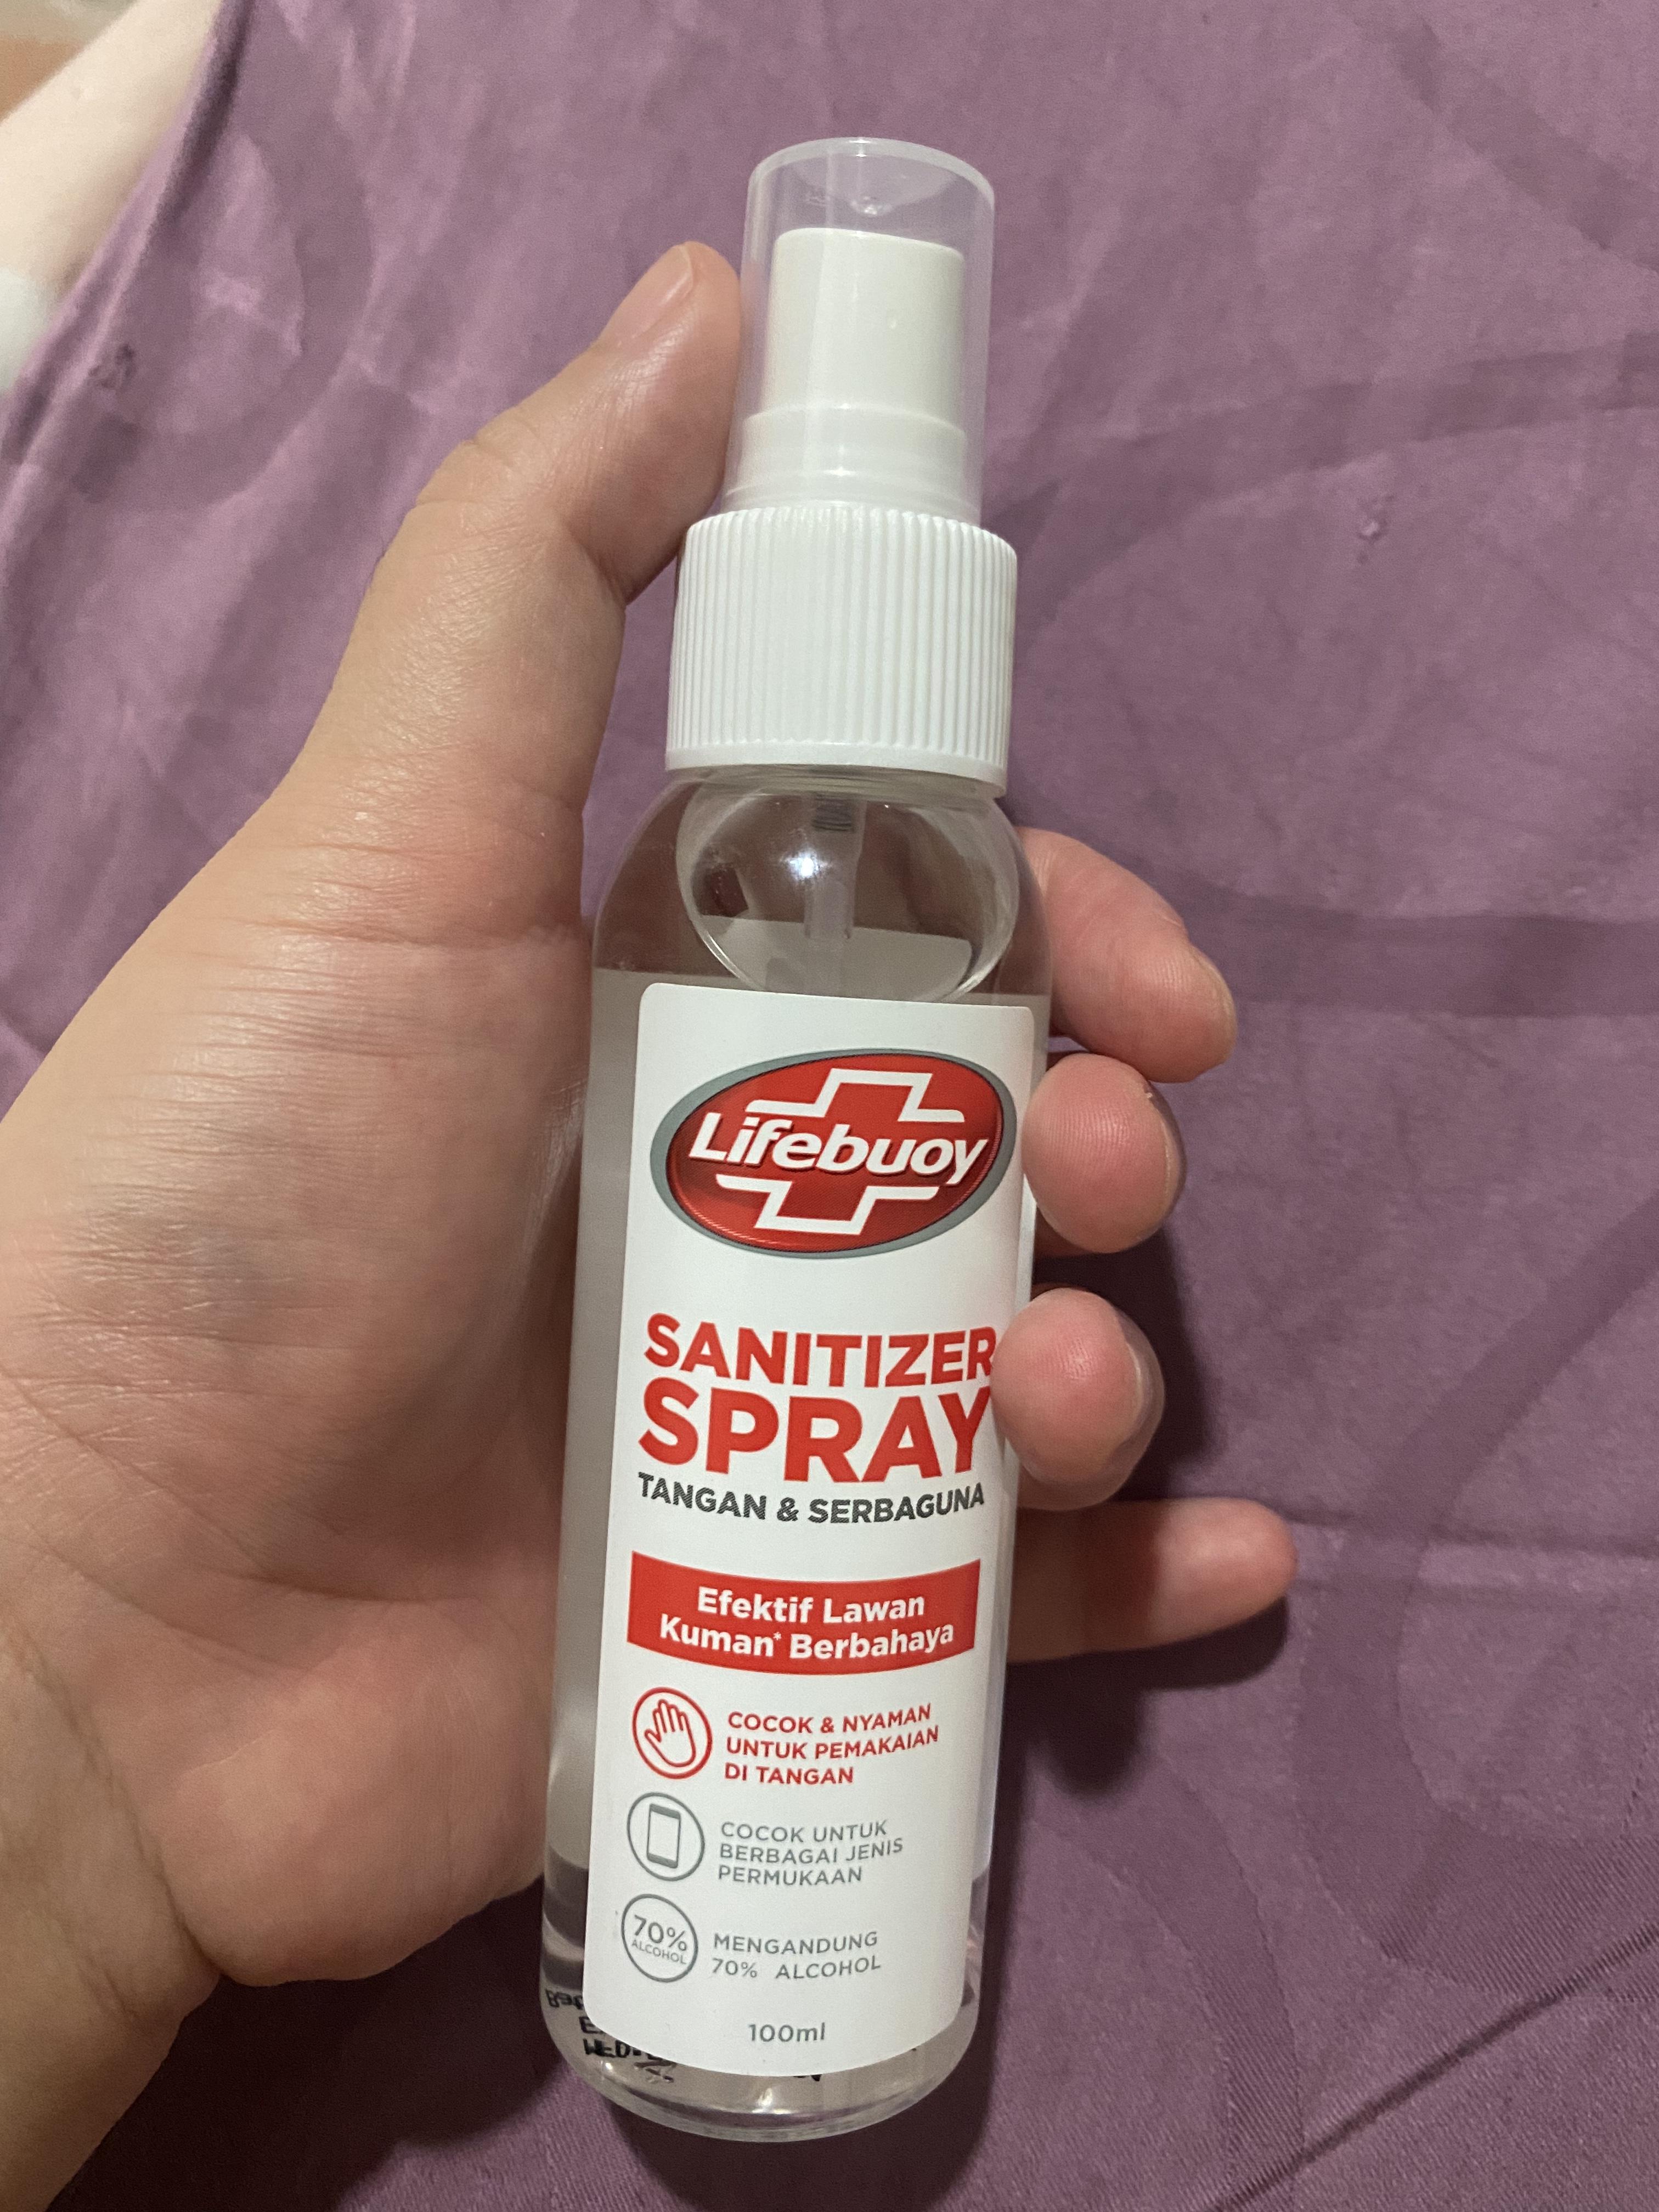 Lifebuoy
SANITIZER
SPRAY
TANGAN & SERBAGUNA
Efektif Lawan
Kuman* Berbahaya
COCOK & NYAMAN
UNTUK PEMAKAIAN
DI TANGAN
COCOK UNTUK
BERBAGAI JENIS
PERMUKAAN
70%
ALCOHOL
MENGANDUNG
70% ALCOHOL
100ml